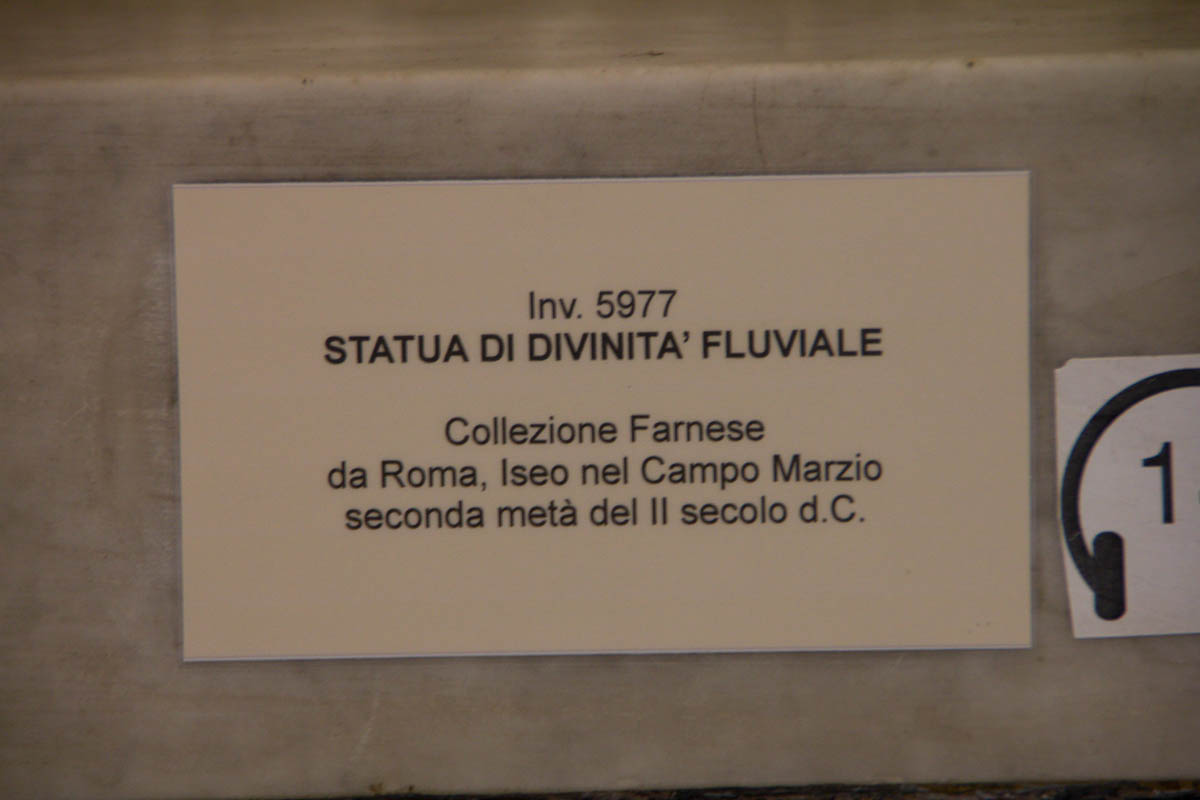 Inv. 5977
STATUA DI DIVINITA’ FLUVIALE
Collezione Farnese
da Roma, Iseo nel Campo Marzio
seconda metà del II secolo d.C.
1